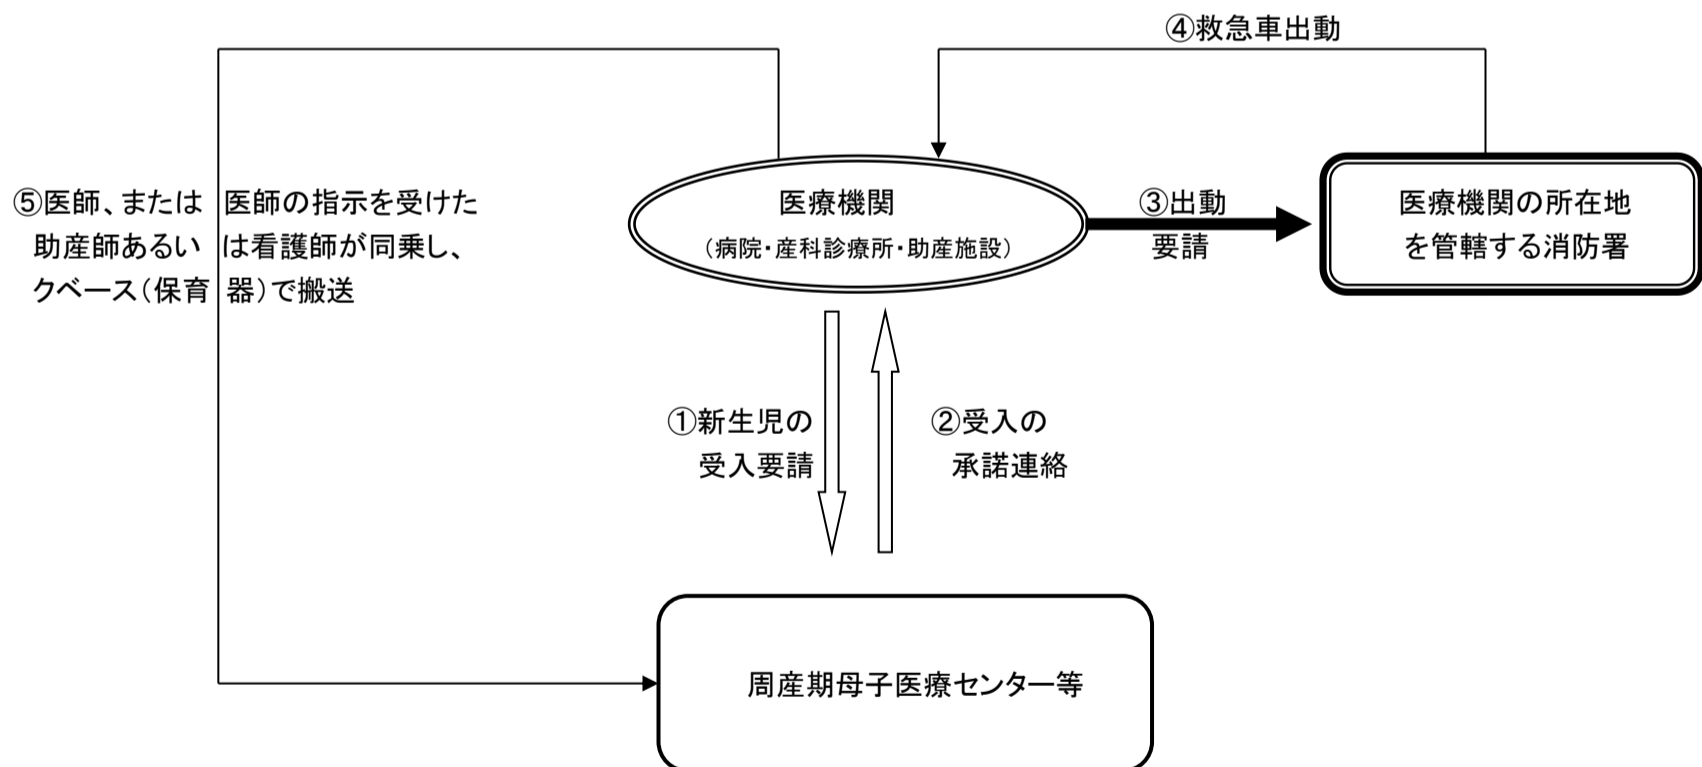 ④救急車出動
⑤医師、または医師の指示を受けた
助産師あるいは看護師が同乗し、
クベース(保育器)で搬送
医療機関
(病院・産科診療所・助産施設)
③出動
要請
医療機関の所在地
を管轄する消防署
①新生児の
受入要請
②受入の
承諾連絡
周産期母子医療センター等